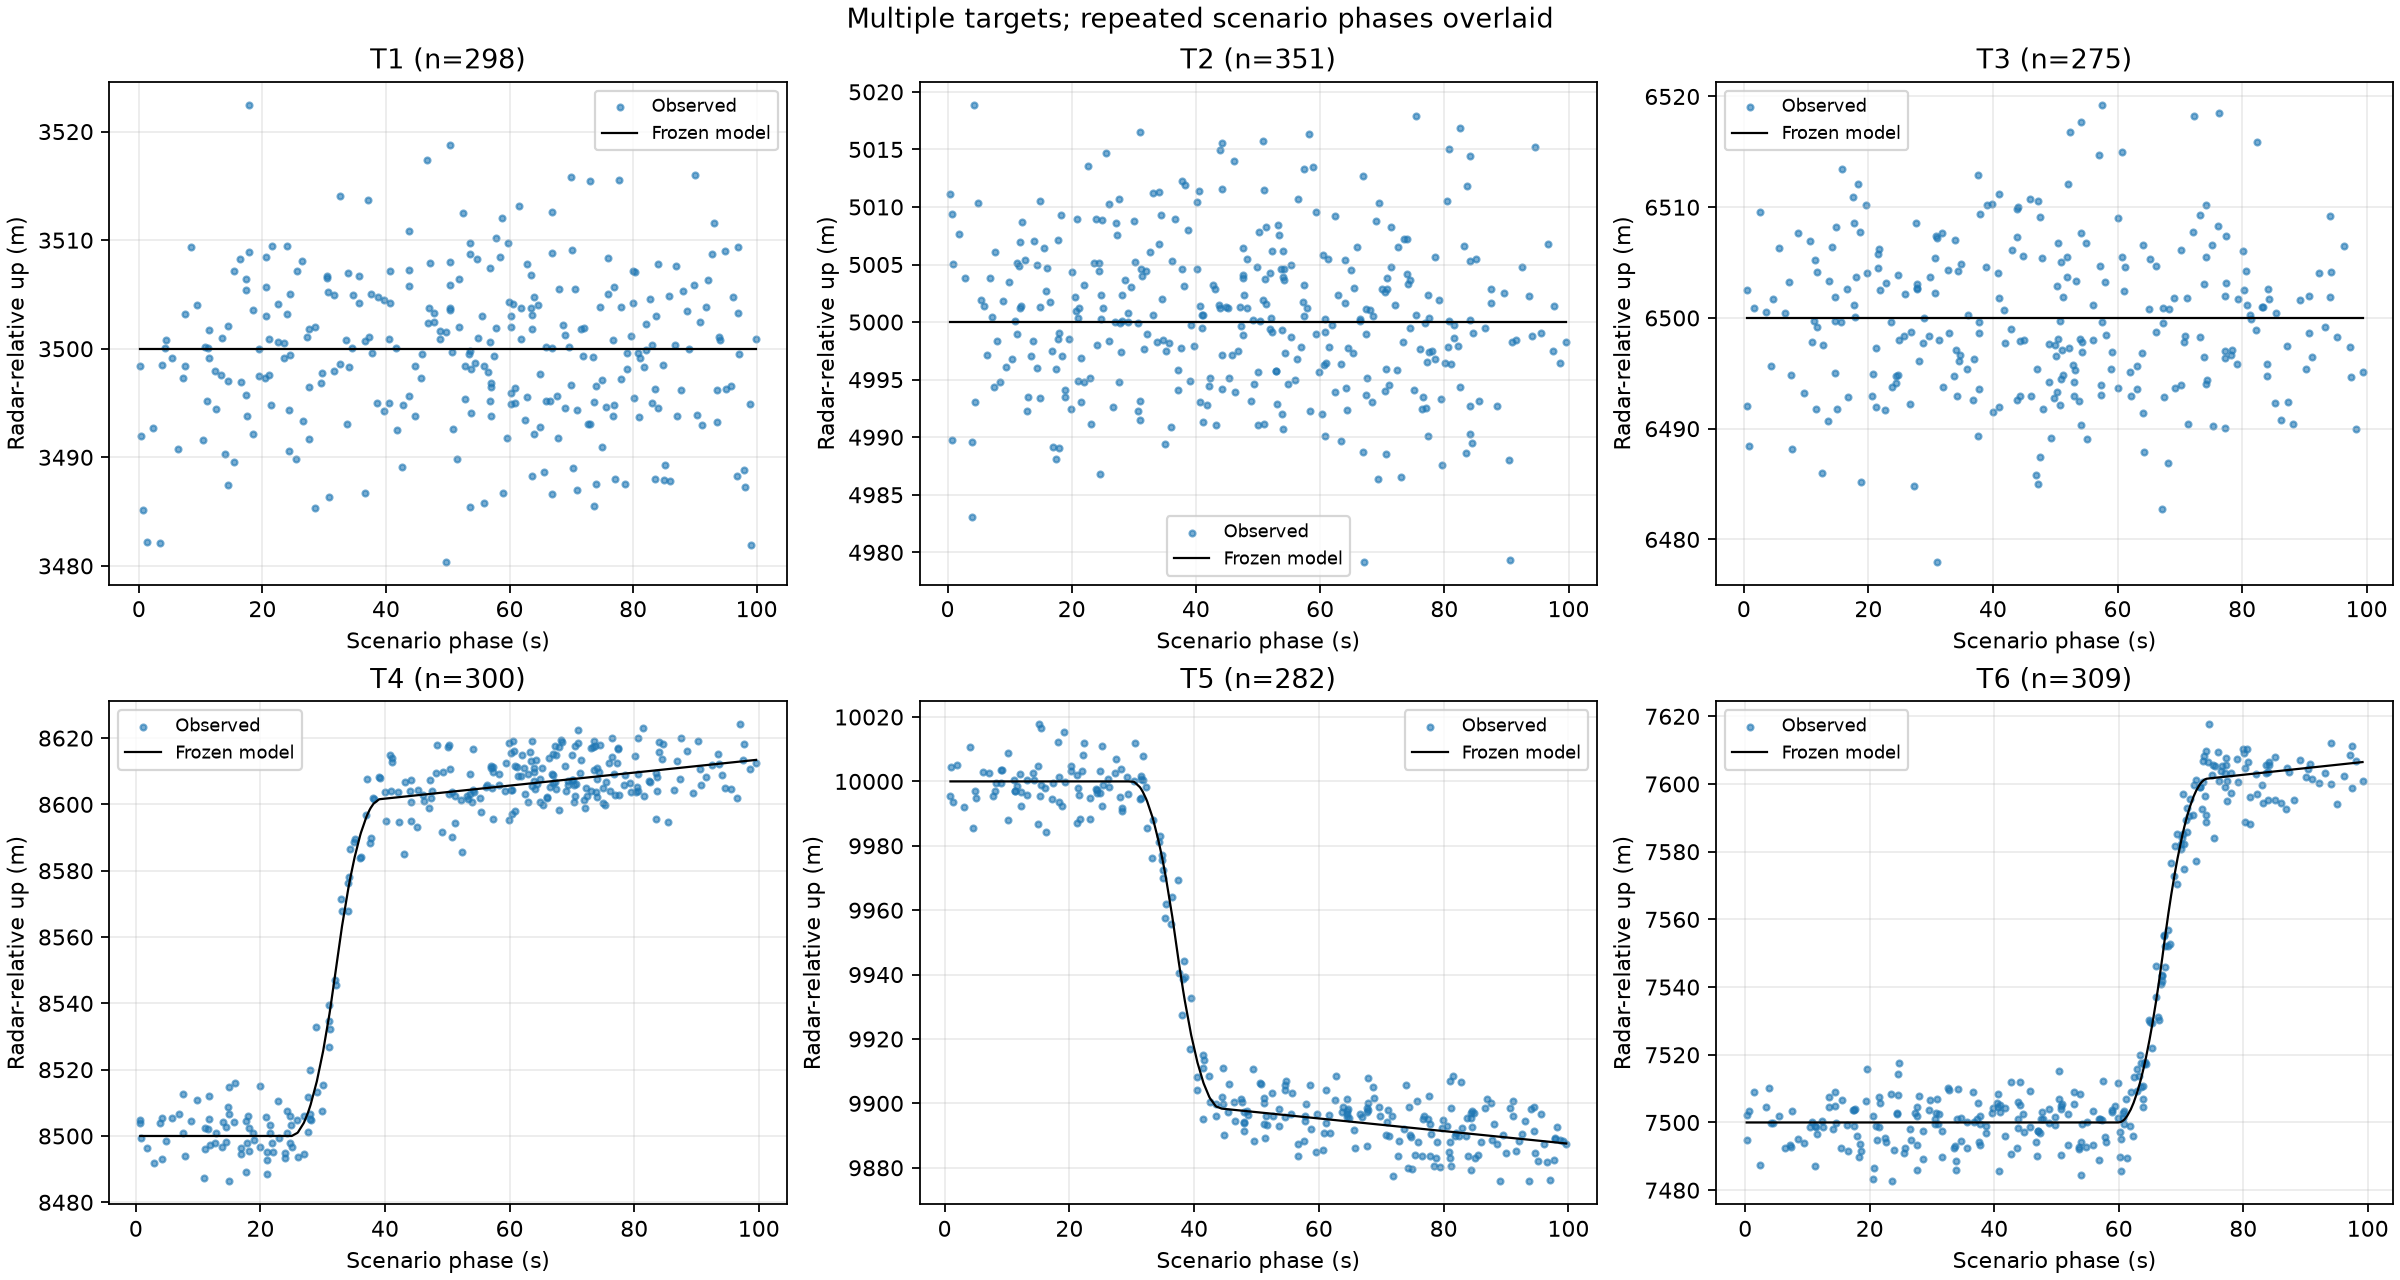 Multiple targets; repeated scenario phases overlaid
T1 (n=298)
Observed
Frozen model
3520
3510
3500
3490
3480
Radar-relative up (m)
0 20 40 60 80 100
Scenario phase (s)
T2 (n=351)
5020
5015
5010
5005
5000
4995
4990
4985
4980
Radar-relative up (m)
Observed
Frozen model
0 20 40 60 80 100
Scenario phase (s)
T3 (n=275)
Observed
Frozen model
6520
6510
6500
6490
6480
Radar-relative up (m)
0 20 40 60 80 100
Scenario phase (s)
T4 (n=300)
Observed
Frozen model
8620
8600
8580
8560
8540
8520
8500
8480
Radar-relative up (m)
0 20 40 60 80 100
Scenario phase (s)
T5 (n=282)
Observed
Frozen model
10020
10000
9980
9960
9940
9920
9900
9880
Radar-relative up (m)
0 20 40 60 80 100
Scenario phase (s)
T6 (n=309)
Observed
Frozen model
7620
7600
7580
7560
7540
7520
7500
7480
Radar-relative up (m)
0 20 40 60 80 100
Scenario phase (s)